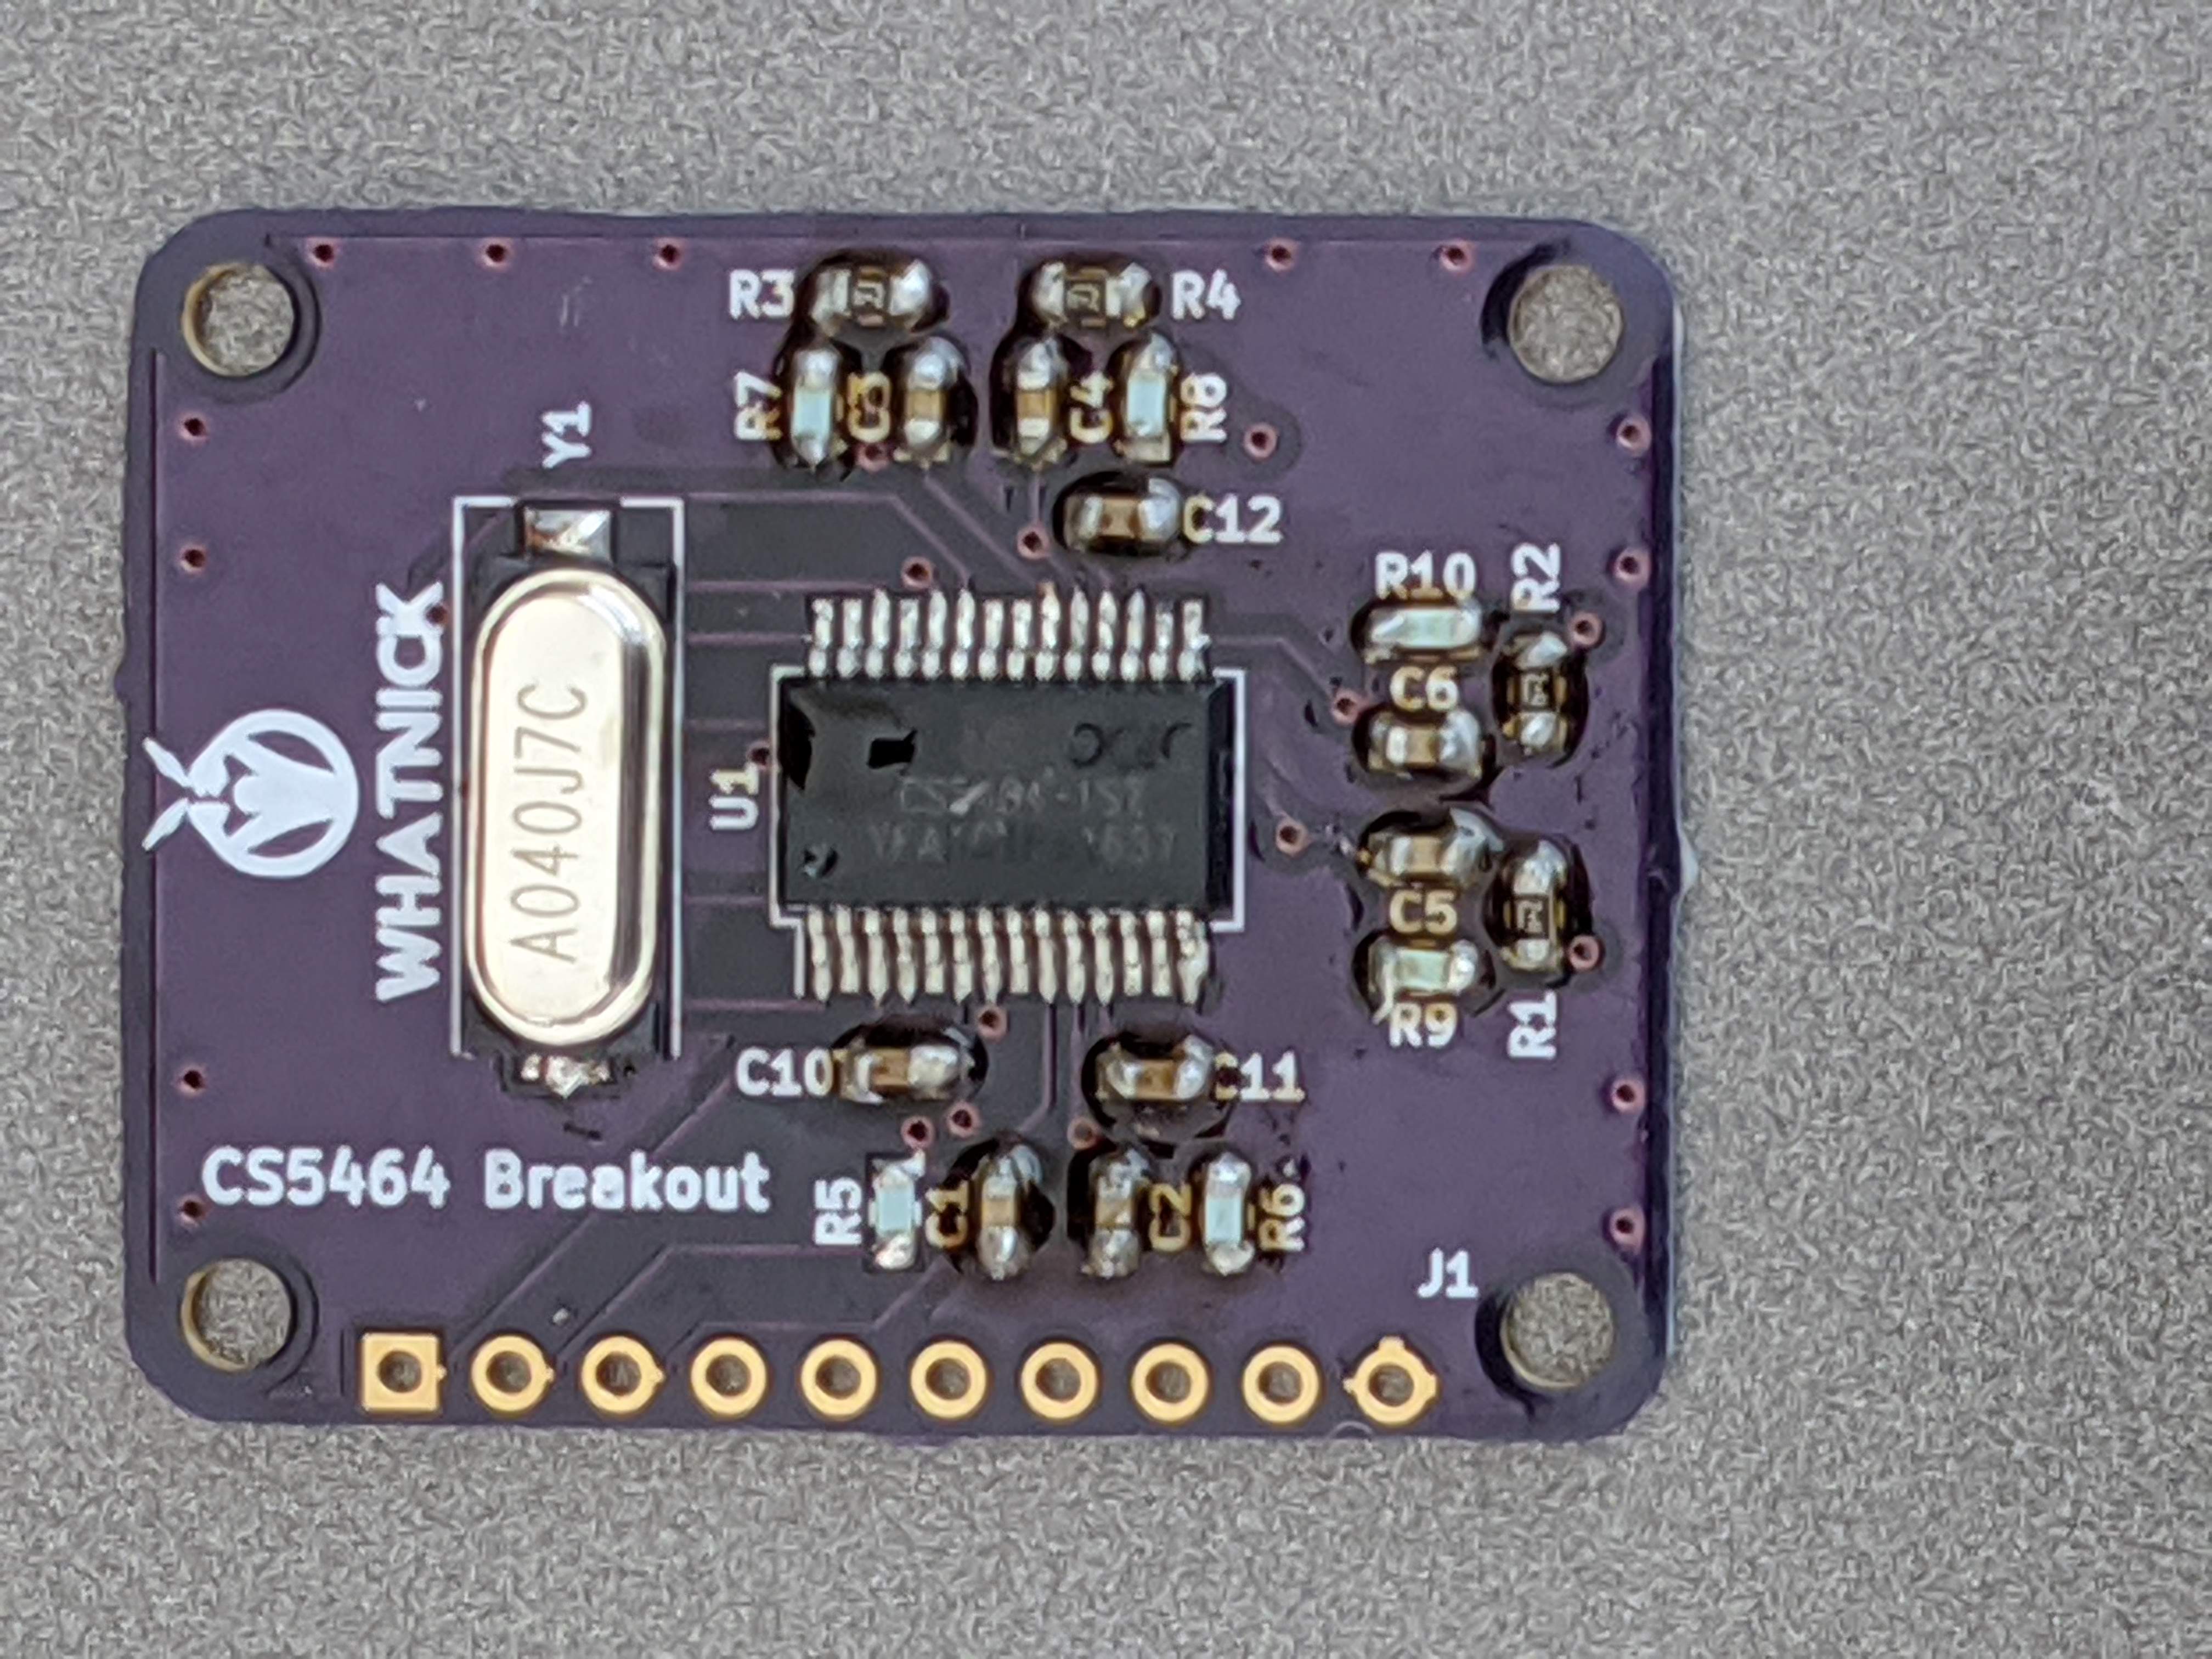 CS5464 Breakout
WHATNICK
A040J7C
Y1
U1
C10
R5
C1
C2
R6
C11
R7
R3
C3
C4
R8
R4
C12
R9
C5
C6
R10
R1
R2
J1